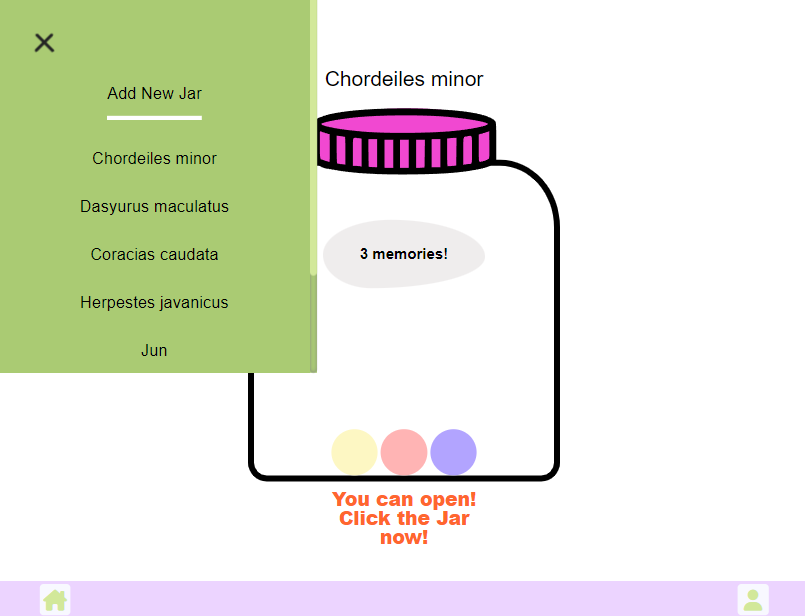 Add New Jar
Chordeiles minor
Dasyurus maculatus
Coracias caudata
Herpestes javanicus
Jun
Chordeiles minor
3 memories!
You can open!
Click the Jar
now!